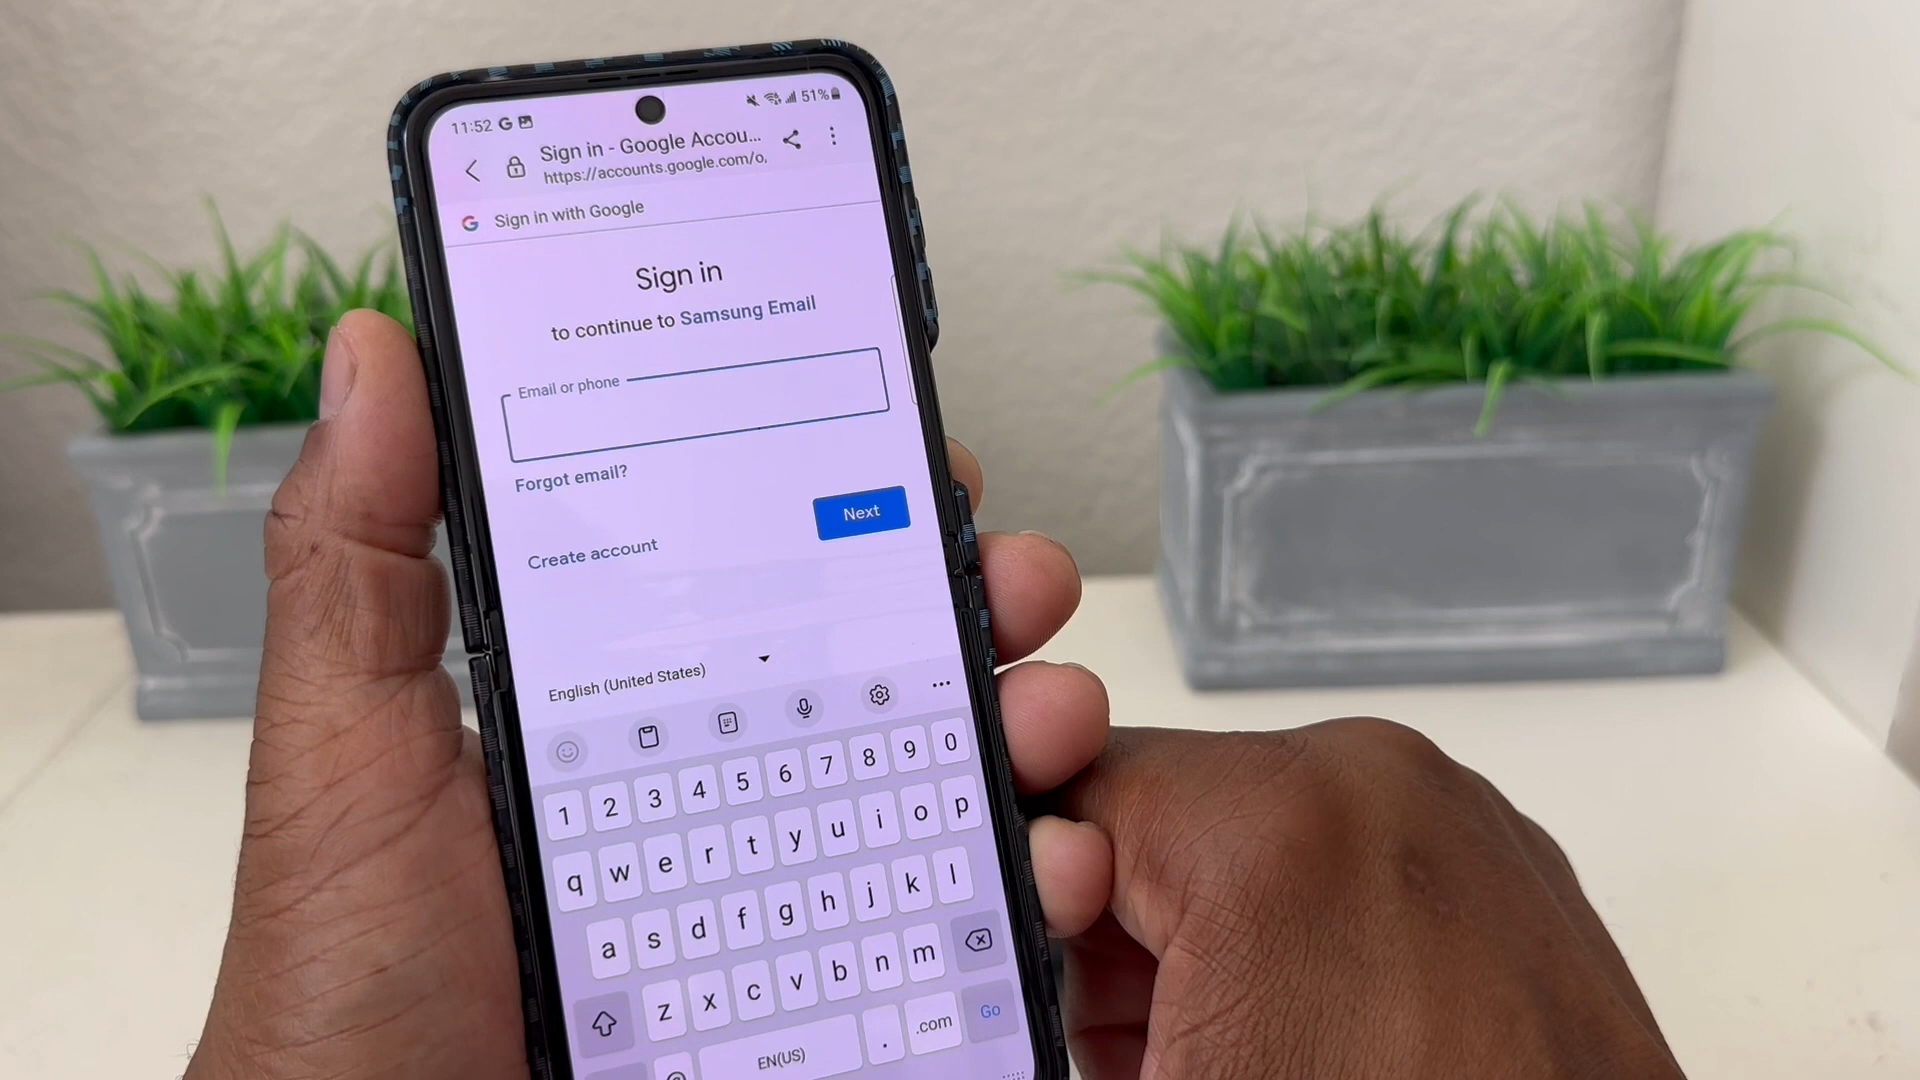 11:52 G 51%
Sign in - Google Accou...
https://accounts.google.com/o,
G Sign in with Google
Sign in
to continue to Samsung Email
Email or phone
Forgot email?
Next
Create account
English (United States)
1 2 3 4 5 6 7 8 9 0
q w e r t y u i o p
a s d f g h j k l
z x c v b n m
@ EN(US) . .com Go